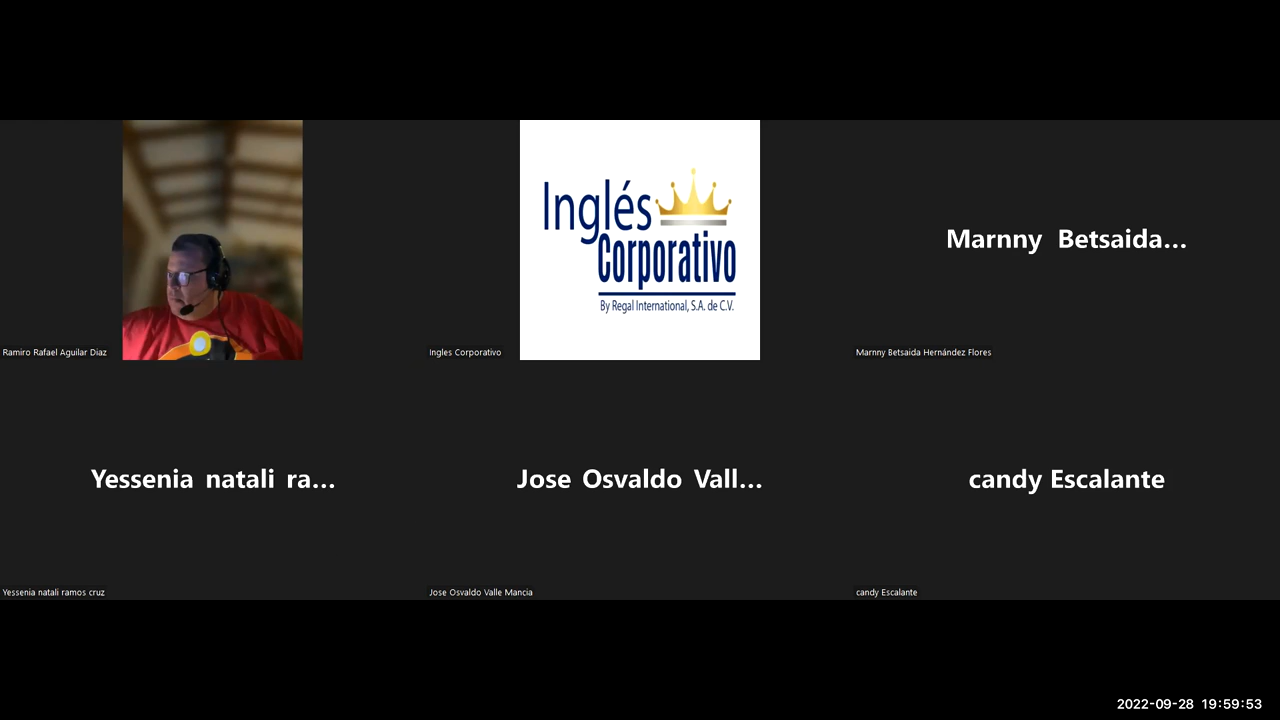 Inglés
Corporativo
By Regal International, S.A. de C.V.
Marnny Betsaida...
Ramiro Rafael Aguilar Diaz
Ingles Corporativo
Marnny Betsaida Hernández Flores
Yessenia natali ra...
Jose Osvaldo Vall...
candy Escalante
Yessenia natali ramos cruz
Jose Osvaldo Valle Mancia
candy Escalante
2022-09-28 19:59:53